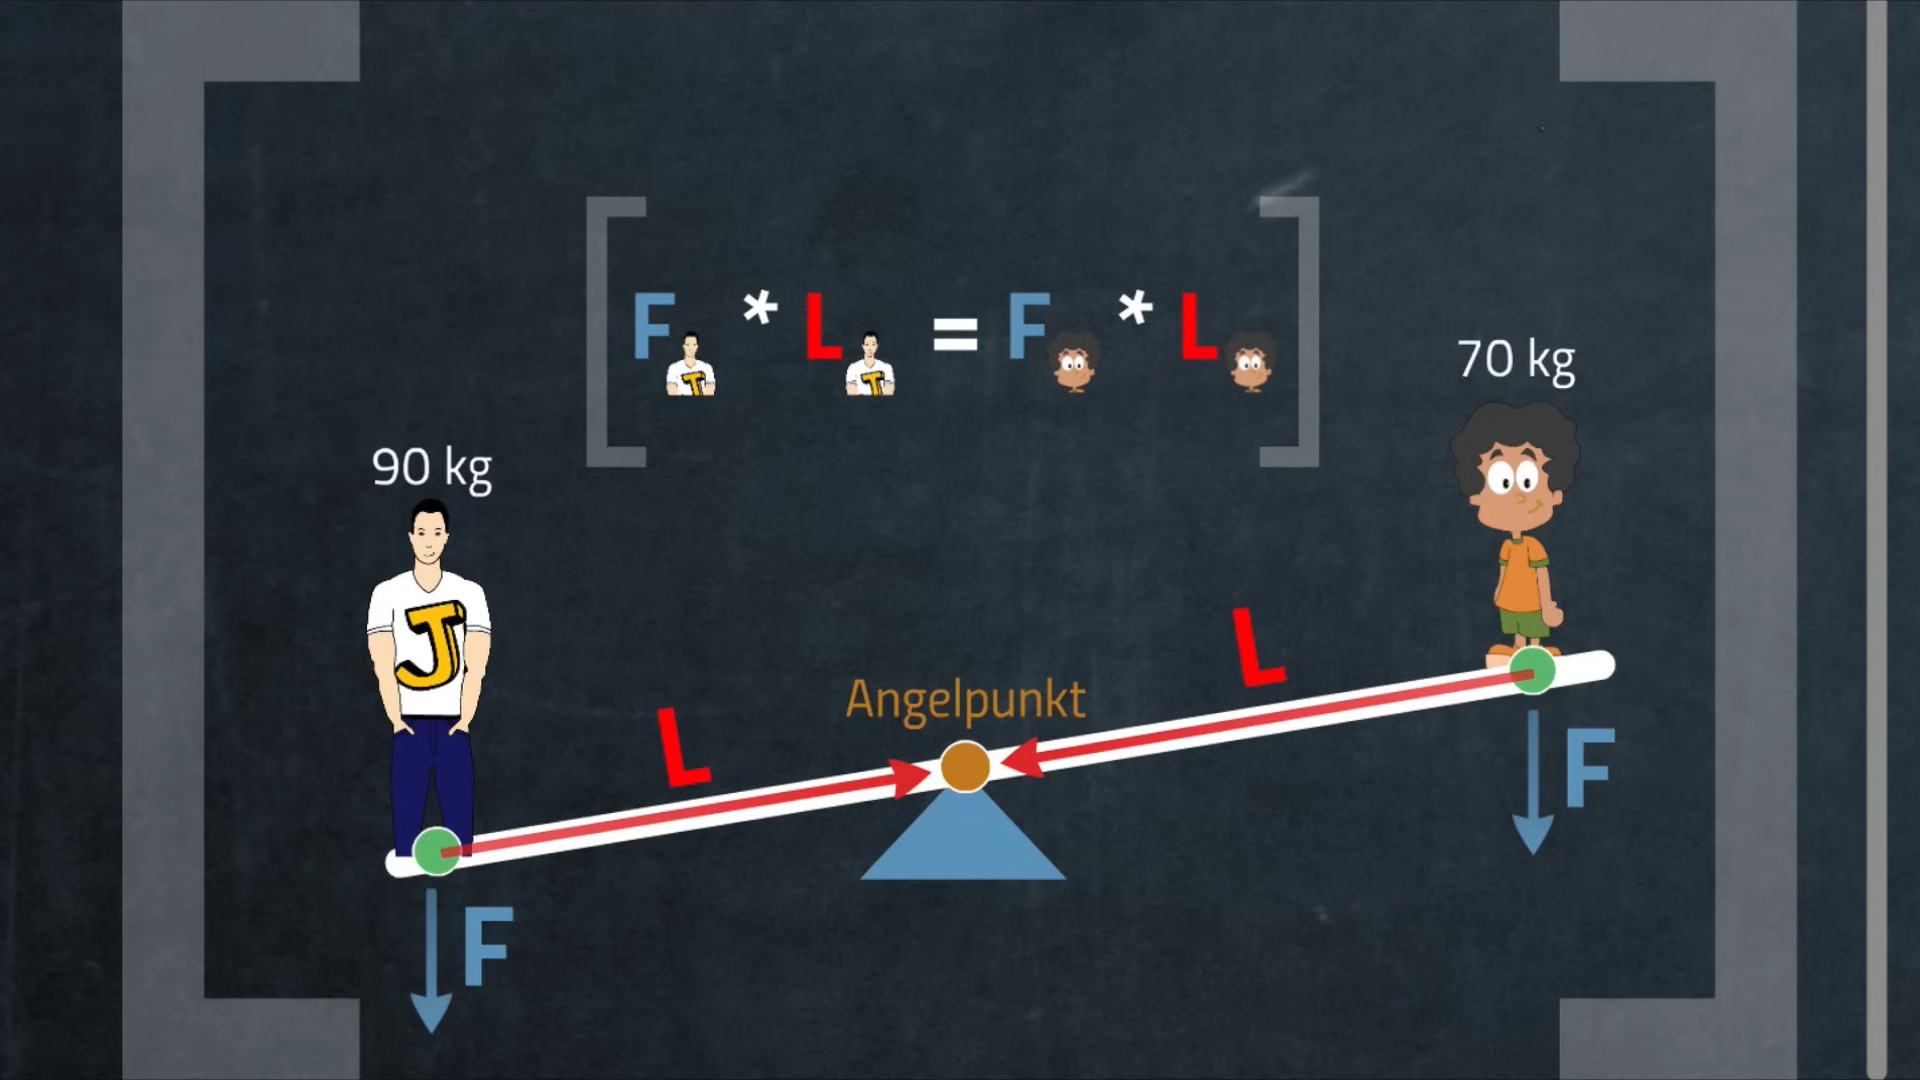 F * L = F * L
70 kg
90 kg
J
L
L
Angelpunkt
F
F